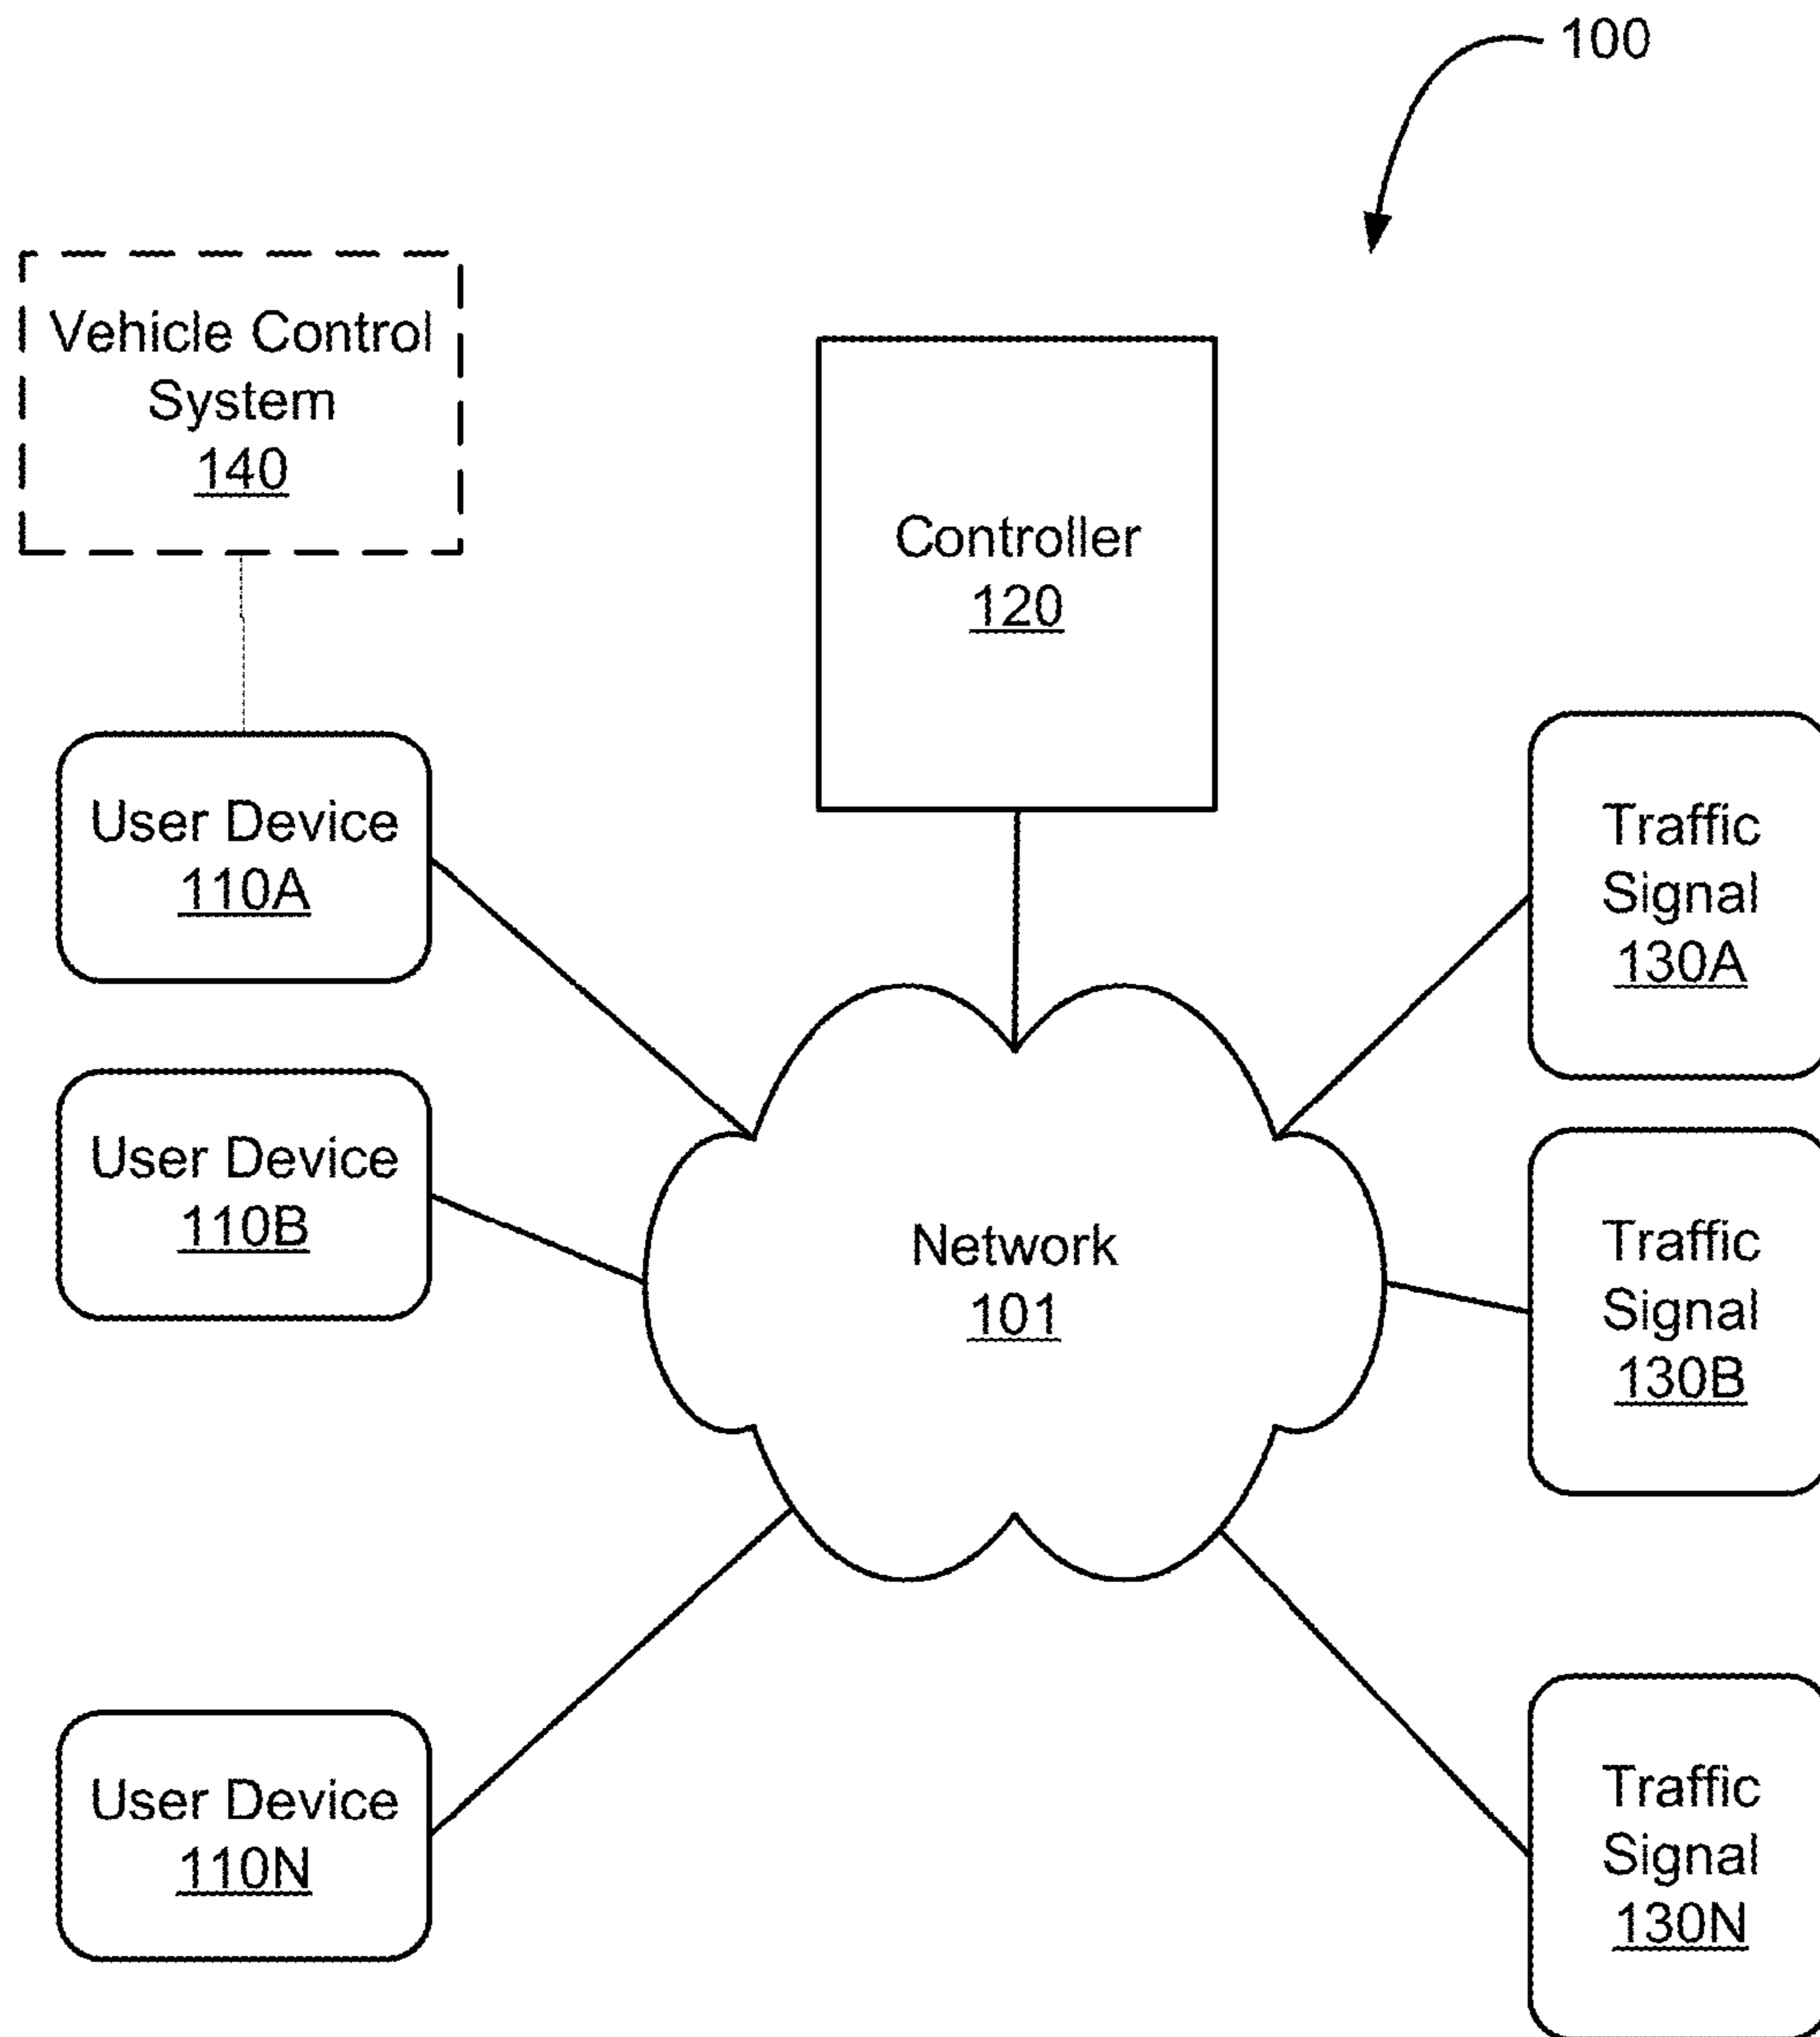 100
Vehicle Control
System
140
Controller
120
User Device
110A
Traffic
Signal
130A
User Device
110B
Network
101
Traffic
Signal
130B
User Device
110N
Traffic
Signal
130N